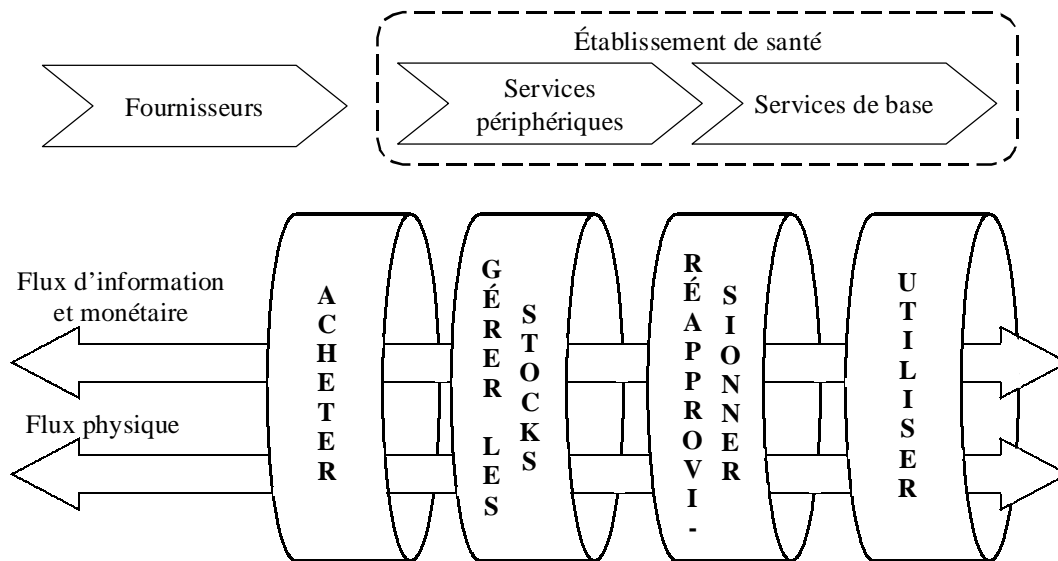 Établissement de santé
Fournisseurs
Services
périphériques
Services de base
Flux d'information
et monétaire
Flux physique
ACHETER
GÉRER LES
STOCKS
RÉAPPROVI-
SIONNER
UTILISER